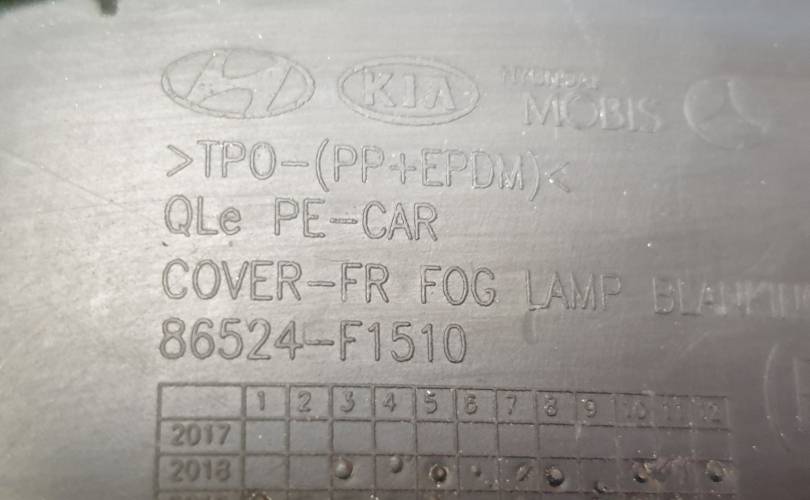 KIA HYUNDAI MOBIS
>TPO-(PP+EPDM)<
QLe PE-CAR
COVER-FR FOG LAMP
86524-F1510
1 2 3 4 5 6 7 8 9 10 11 12
2017
2018